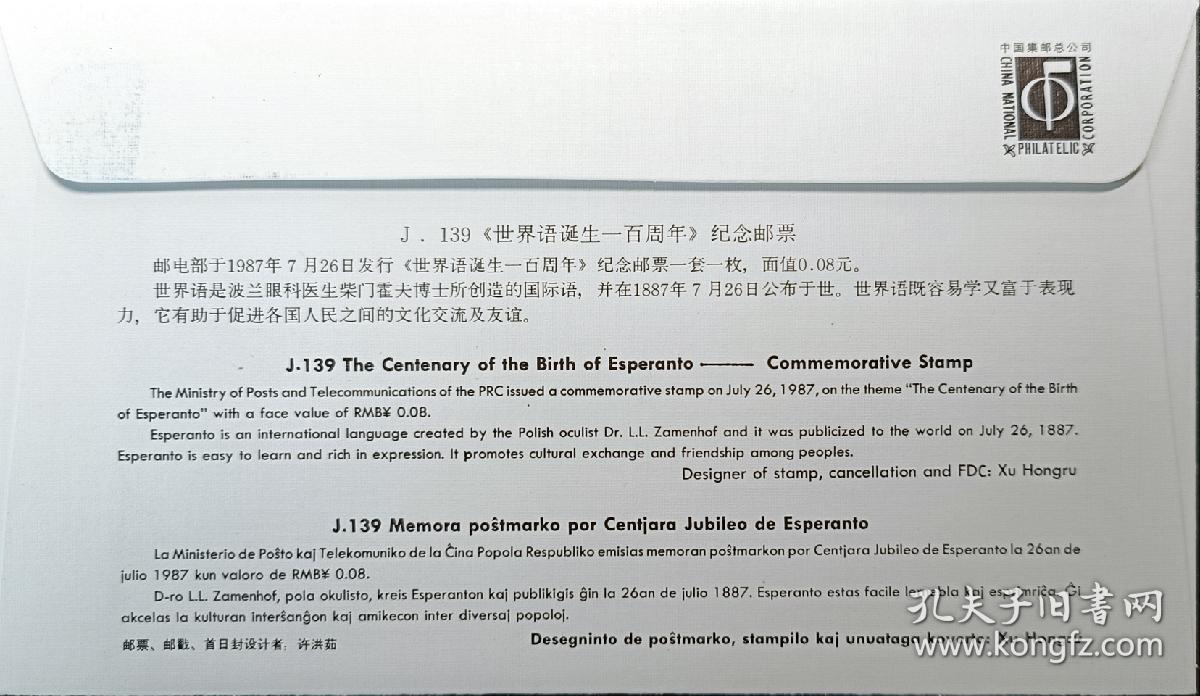 中国集邮总公司
CHINA NATIONAL
PHILATELIC
CORPORATION
J．139《世界语诞生一百周年》纪念邮票
邮电部于1987年7月26日发行《世界语诞生一百周年》纪念邮票一套一枚，面值0.08元。
世界语是波兰眼科医生柴门霍夫博士所创造的国际语，并在1887年7月26日公布于世。世界语既容易学又富于表现
力，它有助于促进各国人民之间的文化交流及友谊。
J-139 The Centenary of the Birth of Esperanto —— Commemorative Stamp
The Ministry of Posts and Telecommunications of the PRC issued a commemorative stamp on July 26, 1987, on the theme "The Centenary of the Birth
of Esperanto" with a face value of RMB¥ 0.08.
Esperanto is an international language created by the Polish oculist Dr. L.L. Zamenhof and it was publicized to the world on July 26, 1887.
Esperanto is easy to learn and rich in expression. It promotes cultural exchange and friendship among peoples.
Designer of stamp, cancellation and FDC: Xu Hongru
J.139 Memora poŝtmarko por Centjara Jubileo de Esperanto
La Ministerio de Poŝto kaj Telekomuniko de la Ĉina Popola Respubliko emisias memoran poŝtmarkon por Centjara Jubileo de Esperanto la 26an de
julio 1987 kun valoro de RMB¥ 0.08.
D-ro L.L. Zamenhof, pola okulisto, kreis Esperanton kaj publikigis ĝin la 26an de julio 1887. Esperanto estas facile kaj Ĝi
akcelas la kulturan interŝanĝon kaj amikecon inter diversaj popoloj.
邮票、邮戳、首日封设计者：许洪茹
Desegninto de poŝtmarko, stampilo kaj unuataga Xu
孔夫子旧书网
www.kongfz.com